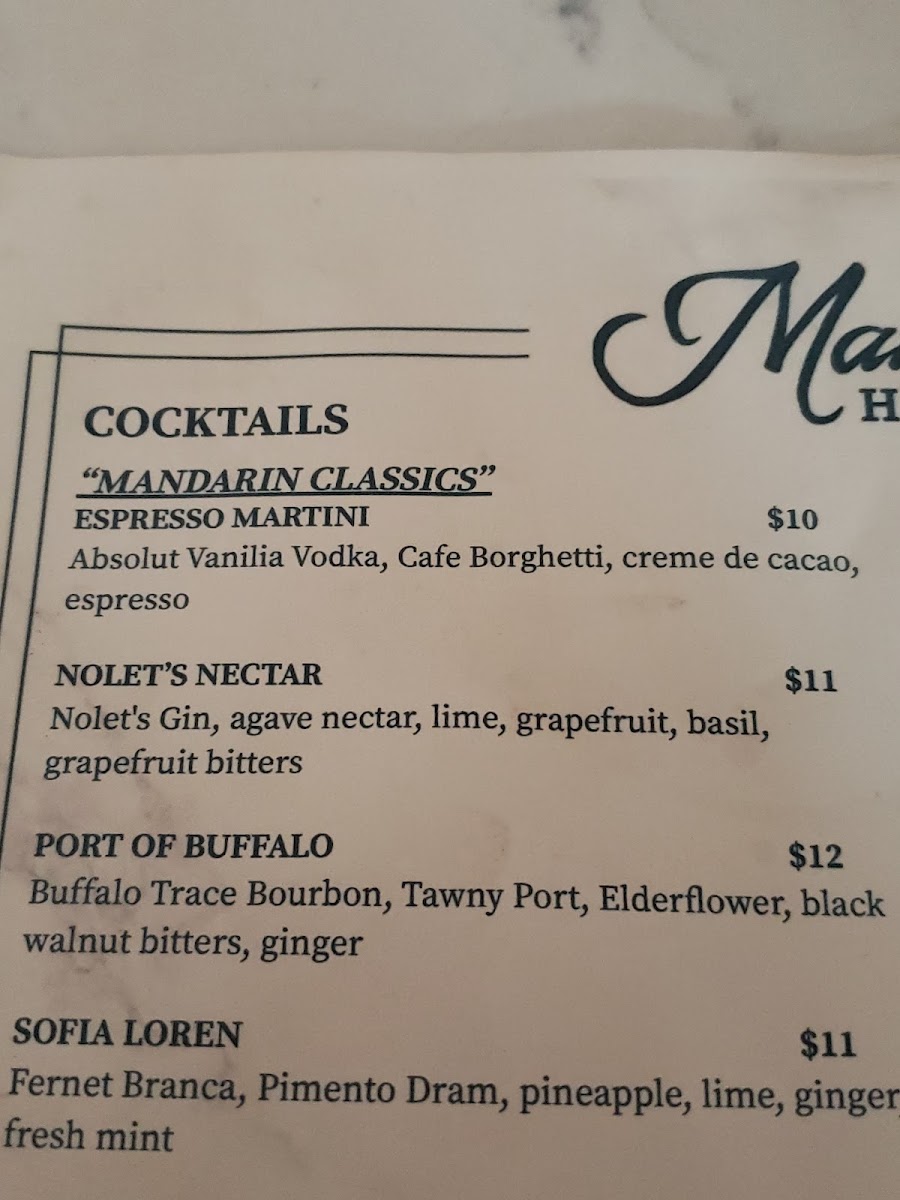 COCKTAILS
“MANDARIN CLASSICS”
ESPRESSO MARTINI $10
Absolut Vanilia Vodka, Cafe Borghetti, creme de cacao,
espresso
NOLET’S NECTAR $11
Nolet's Gin, agave nectar, lime, grapefruit, basil,
grapefruit bitters
PORT OF BUFFALO $12
Buffalo Trace Bourbon, Tawny Port, Elderflower, black
walnut bitters, ginger
SOFIA LOREN $11
Fernet Branca, Pimento Dram, pineapple, lime, ginger,
fresh mint